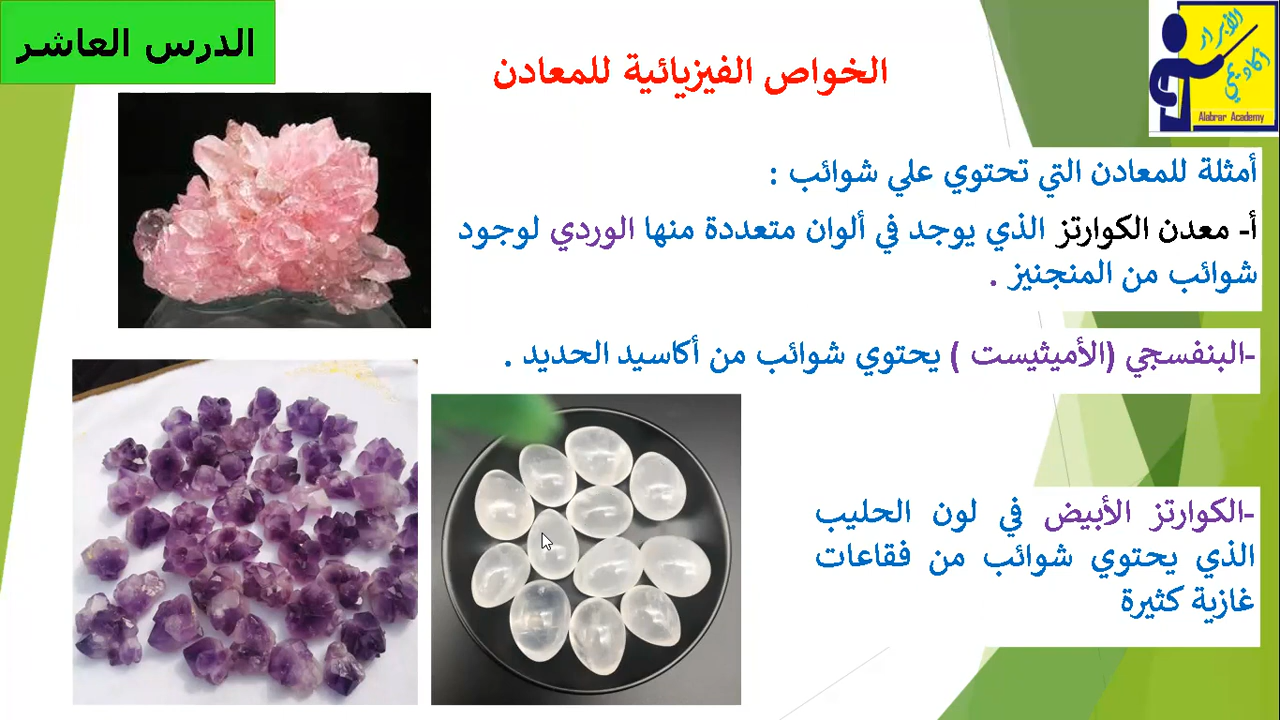 الدرس العاشر
الأبرار
أكاديمي
Alabrar Academy
الخواص الفيزيائية للمعادن
أمثلة للمعادن التي تحتوي علي شوائب :
أ- معدن الكوارتز الذي يوجد في ألوان متعددة منها الوردي لوجود
شوائب من المنجنيز .
-البنفسجي (الأميثيست ) يحتوي شوائب من أكاسيد الحديد .
-الكوارتز الأبيض في لون الحليب
الذي يحتوي شوائب من فقاعات
غازية كثيرة